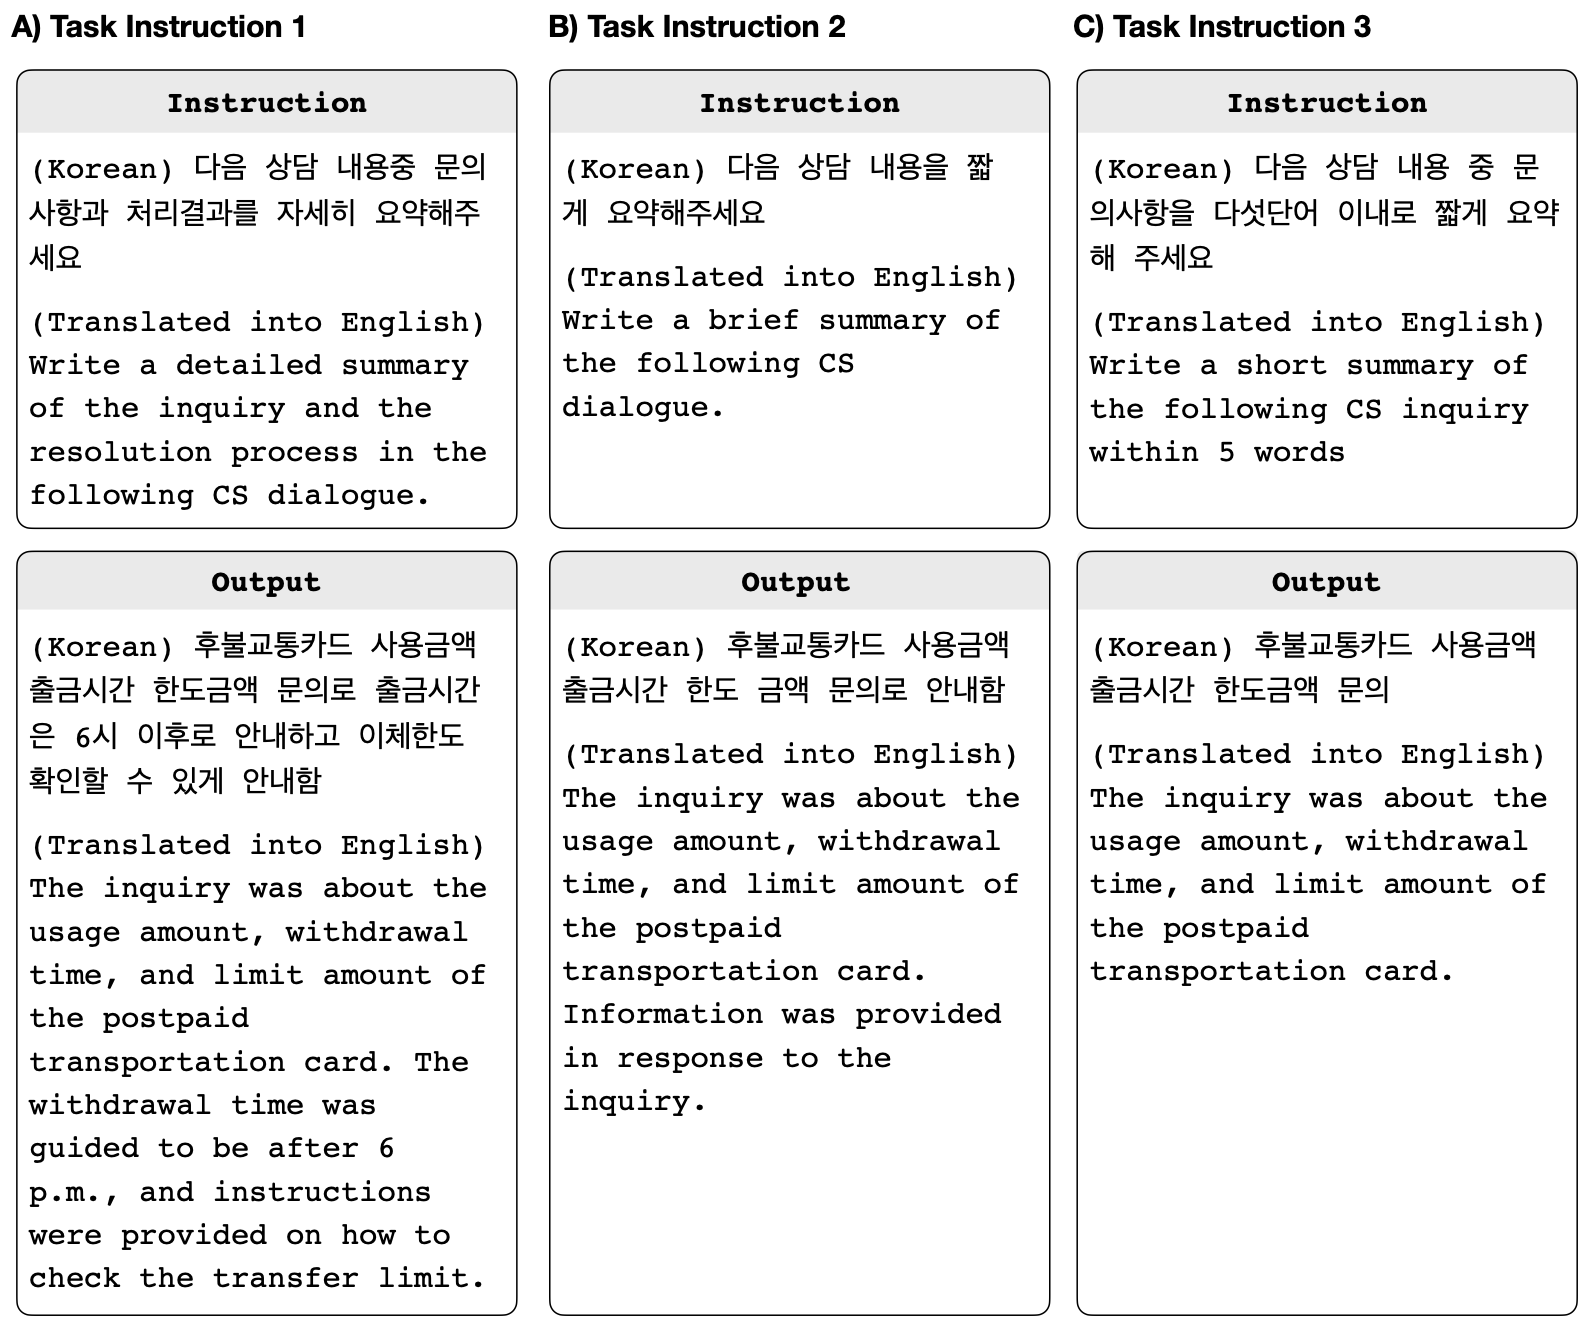 A) Task Instruction 1
Instruction
(Korean) 다음 상담 내용중 문의
사항과 처리결과를 자세히 요약해주
세요
(Translated into English)
Write a detailed summary
of the inquiry and the
resolution process in the
following CS dialogue.
Output
(Korean) 후불교통카드 사용금액
출금시간 한도금액 문의로 출금시간
은 6시 이후로 안내하고 이체한도
확인할 수 있게 안내함
(Translated into English)
The inquiry was about the
usage amount, withdrawal
time, and limit amount of
the postpaid
transportation card. The
withdrawal time was
guided to be after 6
p.m., and instructions
were provided on how to
check the transfer limit.
B) Task Instruction 2
Instruction
(Korean) 다음 상담 내용을 짧
게 요약해주세요
(Translated into English)
Write a brief summary of
the following CS
dialogue.
Output
(Korean) 후불교통카드 사용금액
출금시간 한도 금액 문의로 안내함
(Translated into English)
The inquiry was about the
usage amount, withdrawal
time, and limit amount of
the postpaid
transportation card.
Information was provided
in response to the
inquiry.
C) Task Instruction 3
Instruction
(Korean) 다음 상담 내용 중 문
의사항을 다섯단어 이내로 짧게 요약
해 주세요
(Translated into English)
Write a short summary of
the following CS inquiry
within 5 words
Output
(Korean) 후불교통카드 사용금액
출금시간 한도금액 문의
(Translated into English)
The inquiry was about the
usage amount, withdrawal
time, and limit amount of
the postpaid
transportation card.